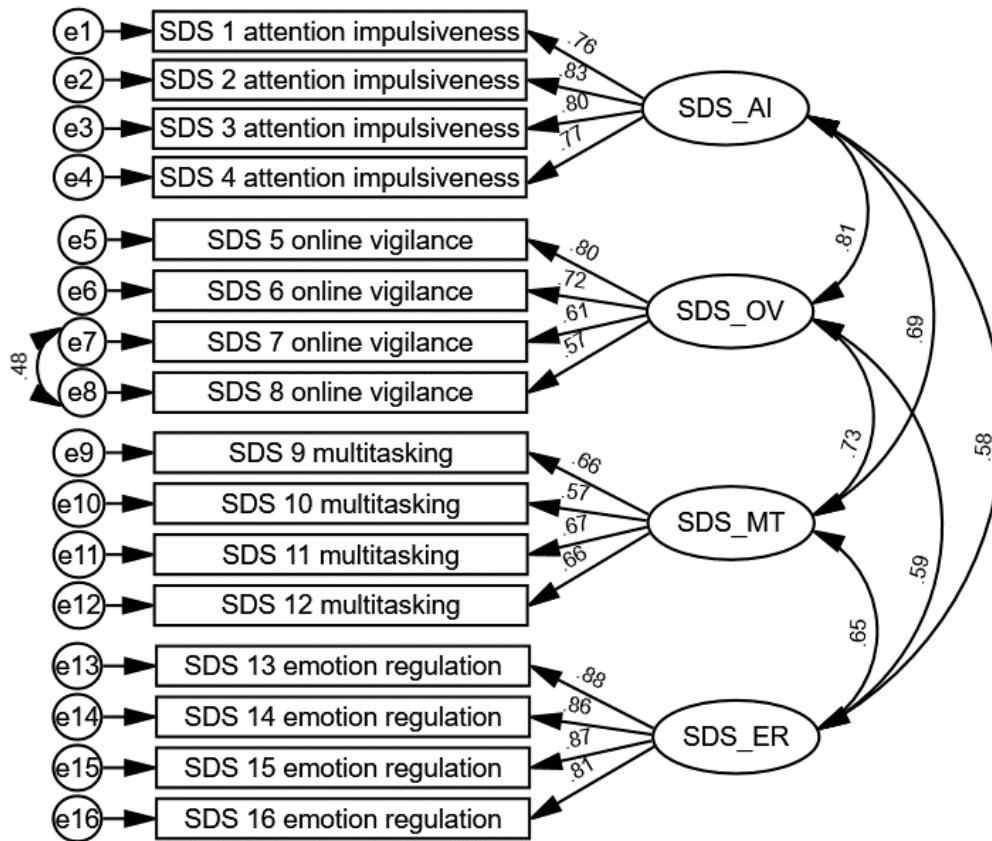 e1 SDS 1 attention impulsiveness .76
e2 SDS 2 attention impulsiveness .83
SDS_AI
e3 SDS 3 attention impulsiveness .80
e4 SDS 4 attention impulsiveness .77
.81
e5 SDS 5 online vigilance .80
e6 SDS 6 online vigilance .72
SDS_OV
e7 SDS 7 online vigilance .61
.69
.48
e8 SDS 8 online vigilance .57
.73
.58
e9 SDS 9 multitasking .66
e10 SDS 10 multitasking .57
SDS_MT
e11 SDS 11 multitasking .67
.59
e12 SDS 12 multitasking .66
.65
e13 SDS 13 emotion regulation .88
e14 SDS 14 emotion regulation .86
SDS_ER
e15 SDS 15 emotion regulation .87
e16 SDS 16 emotion regulation .81